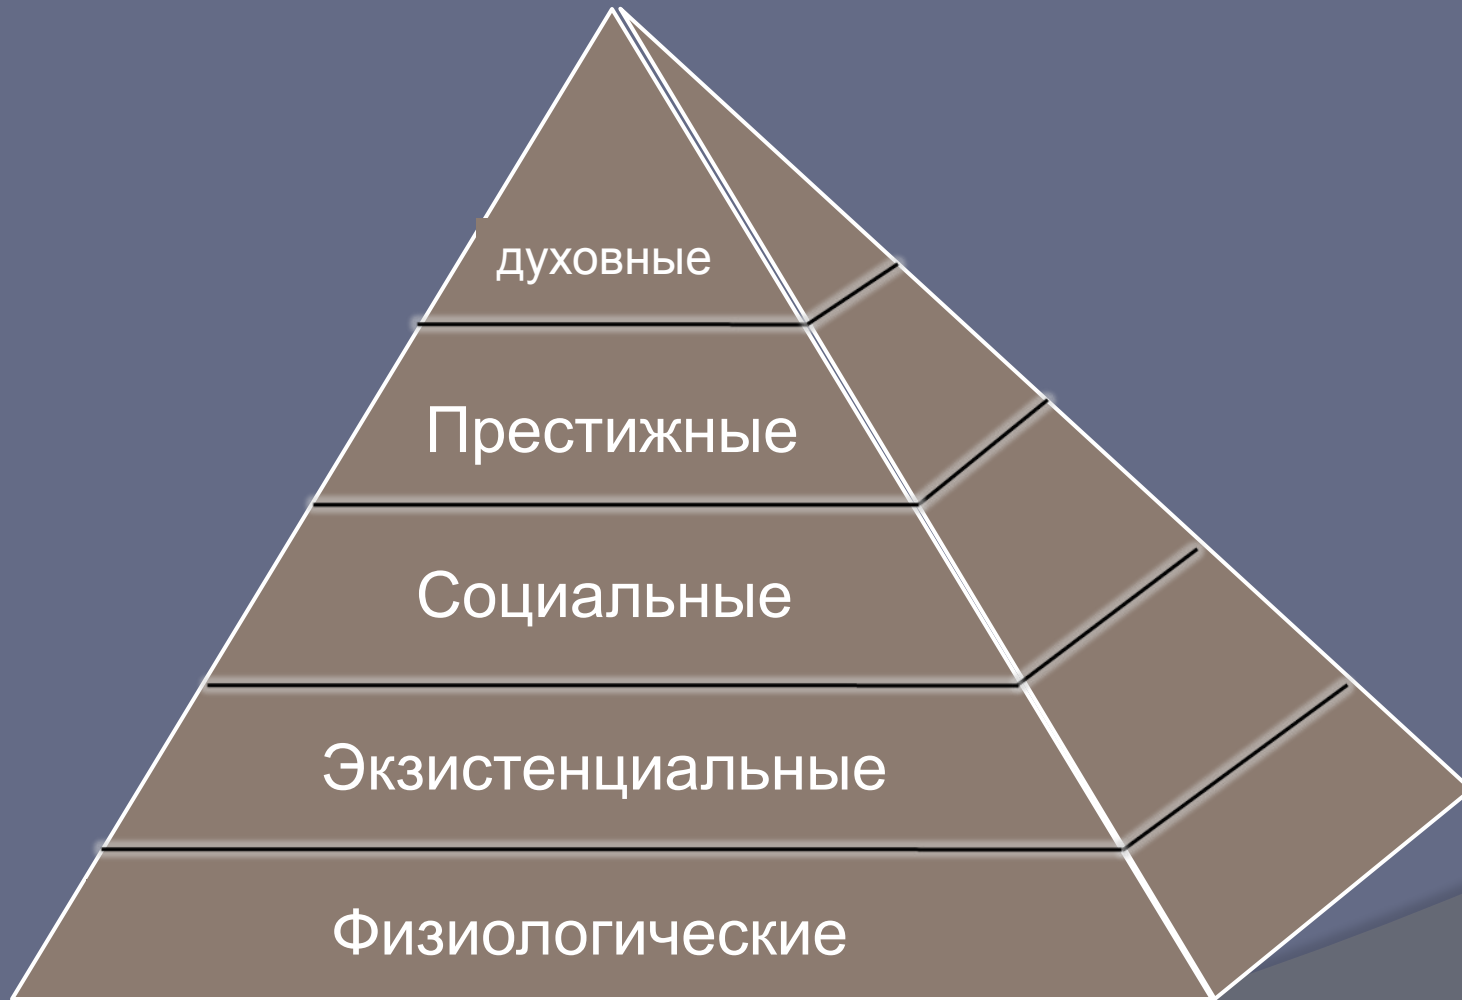 духовные
Престижные
Социальные
Экзистенциальные
Физиологические